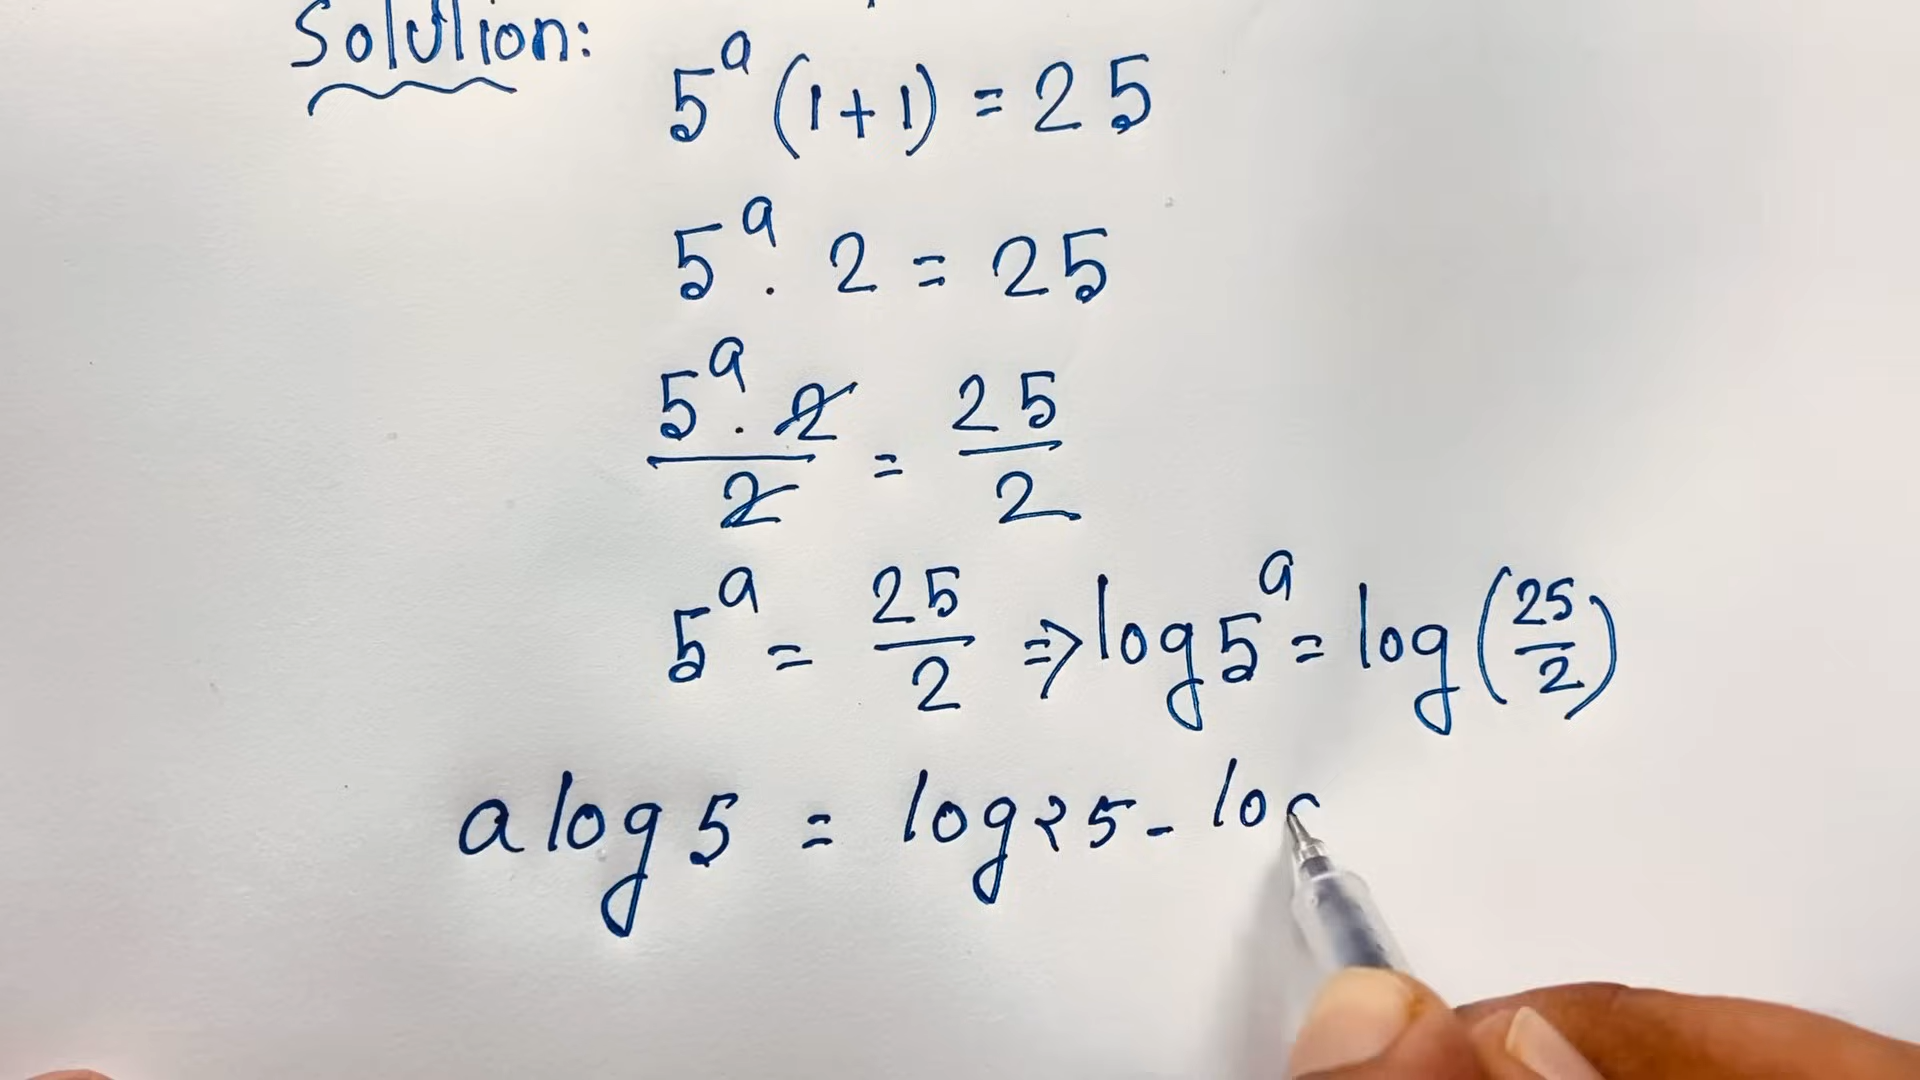 Solution:
5^a (1+1) = 25
5^a . 2 = 25
5^a . 2 / 2 = 25 / 2
5^a = 25/2 ⇒ log 5^a = log (25/2)
a log 5 = log 25 - lo